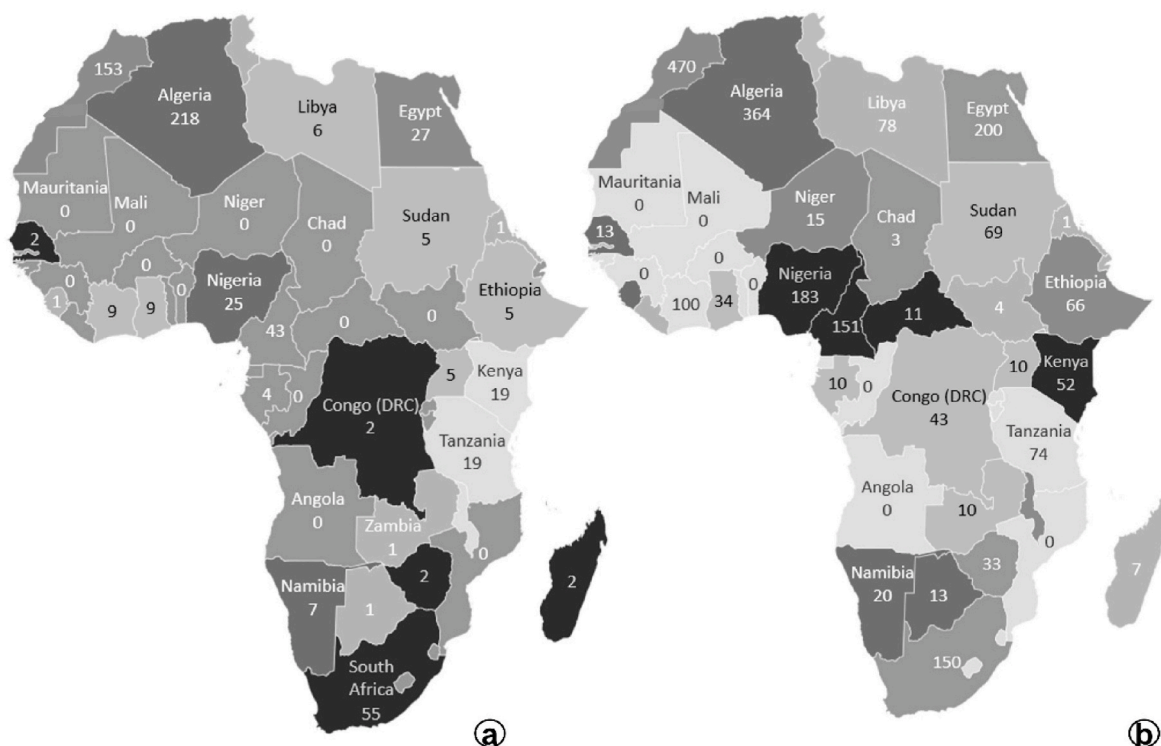 153
Algeria
218
Libya
6
Egypt
27
Mauritania
0
Mali
0
Niger
0
Chad
0
Sudan
5
2
1
0
0
Nigeria
25
Ethiopia
5
1
9
9
0
43
0
0
5
Kenya
19
4
0
Congo (DRC)
2
Tanzania
19
Angola
0
Zambia
1
0
2
2
Namibia
7
1
South
Africa
55
a
470
Algeria
364
Libya
78
Egypt
200
Mauritania
0
Mali
0
Niger
15
Chad
3
Sudan
69
13
1
0
0
Nigeria
183
Ethiopia
66
100
34
0
151
11
4
10
Kenya
52
10
0
Congo (DRC)
43
Tanzania
74
Angola
0
10
0
33
7
Namibia
20
13
150
b